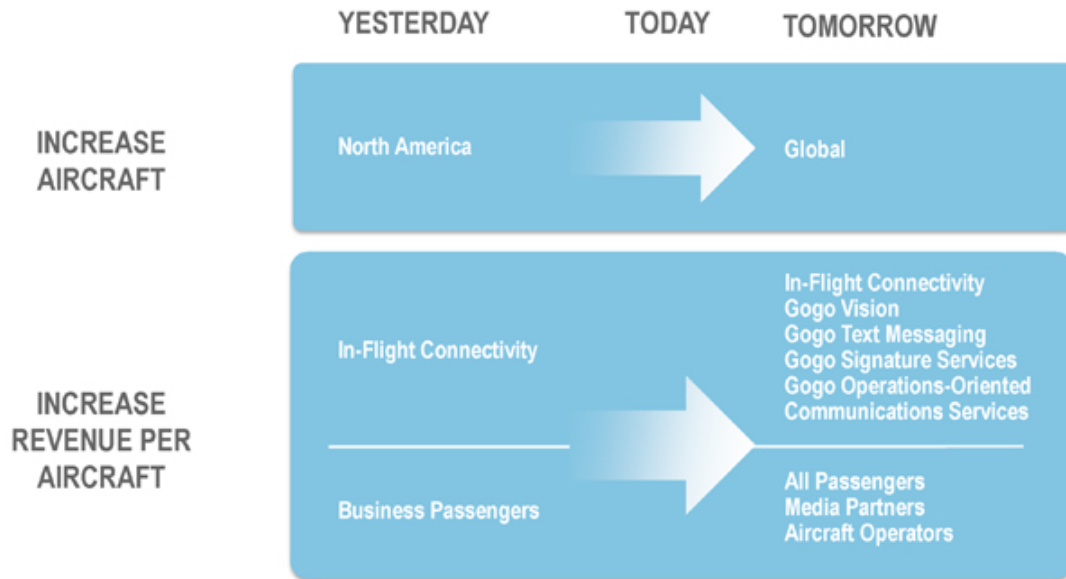 YESTERDAY TODAY TOMORROW
INCREASE
AIRCRAFT
North America
Global
INCREASE
REVENUE PER
AIRCRAFT
In-Flight Connectivity
In-Flight Connectivity
Gogo Vision
Gogo Text Messaging
Gogo Signature Services
Gogo Operations-Oriented
Communications Services
Business Passengers
All Passengers
Media Partners
Aircraft Operators